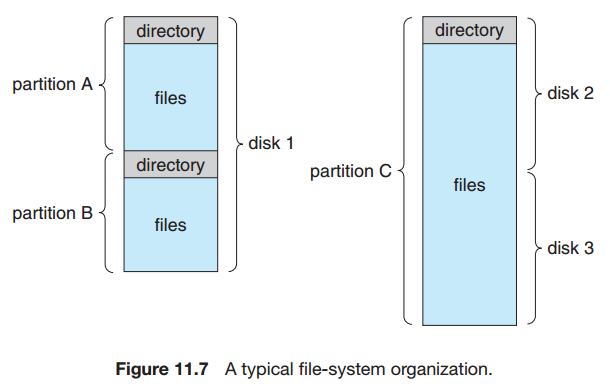 directory
partition A
files
disk 1
directory
partition B
files
directory
disk 2
partition C
files
disk 3
Figure 11.7 A typical file-system organization.